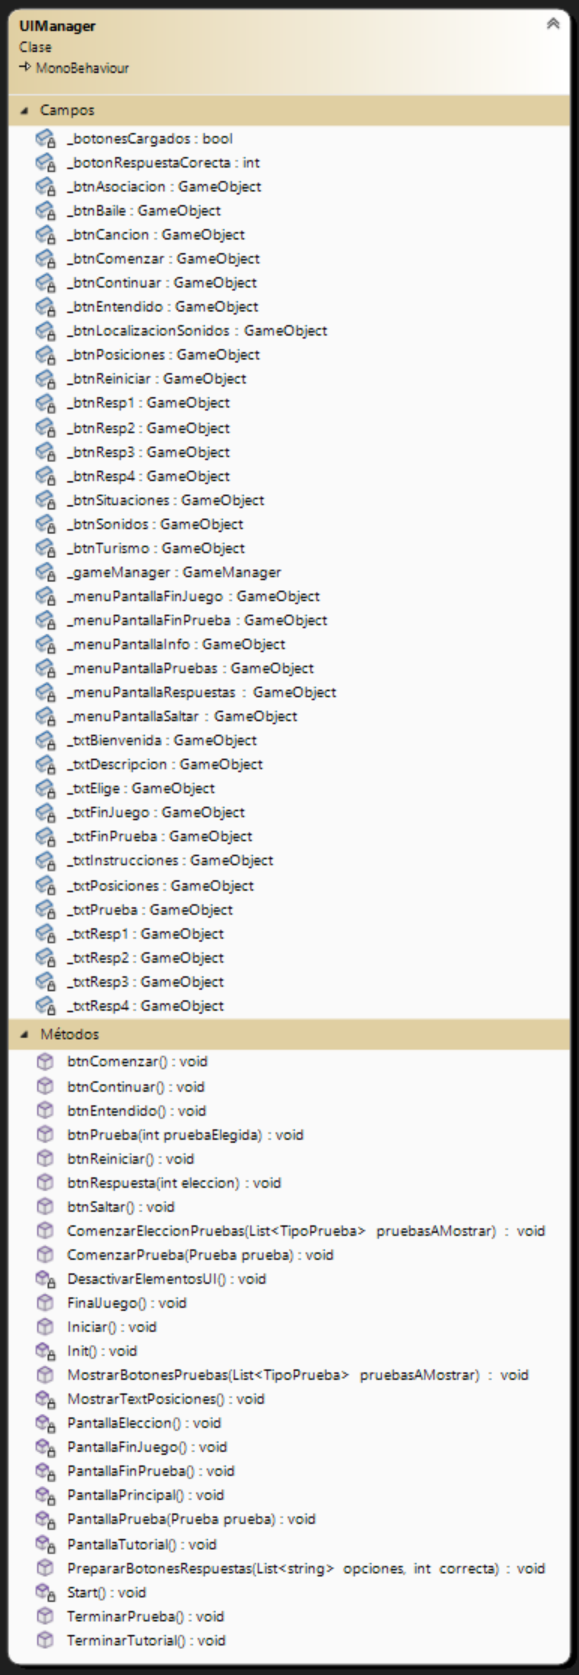 UIManager
Clase
MonoBehaviour
Campos
_botonesCargados : bool
_botonRespuestaCorecta : int
_btnAsociacion : GameObject
_btnBaile : GameObject
_btnCancion : GameObject
_btnComenzar : GameObject
_btnContinuar : GameObject
_btnEntendido : GameObject
_btnLocalizacionSonidos : GameObject
_btnPosiciones : GameObject
_btnReiniciar : GameObject
_btnResp1 : GameObject
_btnResp2 : GameObject
_btnResp3 : GameObject
_btnResp4 : GameObject
_btnSituaciones : GameObject
_btnSonidos : GameObject
_btnTurismo : GameObject
_gameManager : GameManager
_menuPantallaFinJuego : GameObject
_menuPantallaFinPrueba : GameObject
_menuPantallaInfo : GameObject
_menuPantallaPruebas : GameObject
_menuPantallaRespuestas : GameObject
_menuPantallaSaltar : GameObject
_txtBienvenida : GameObject
_txtDescripcion : GameObject
_txtElige : GameObject
_txtFinJuego : GameObject
_txtFinPrueba : GameObject
_txtInstrucciones : GameObject
_txtPosiciones : GameObject
_txtPrueba : GameObject
_txtResp1 : GameObject
_txtResp2 : GameObject
_txtResp3 : GameObject
_txtResp4 : GameObject
Métodos
btnComenzar() : void
btnContinuar() : void
btnEntendido() : void
btnPrueba(int pruebaElegida) : void
btnReiniciar() : void
btnRespuesta(int eleccion) : void
btnSaltar() : void
ComenzarEleccionPruebas(List<TipoPrueba> pruebasAMostrar) : void
ComenzarPrueba(Prueba prueba) : void
DesactivarElementosUI() : void
FinalJuego() : void
Iniciar() : void
Init() : void
MostrarBotonesPruebas(List<TipoPrueba> pruebasAMostrar) : void
MostrarTextPosiciones() : void
PantallaEleccion() : void
PantallaFinJuego() : void
PantallaFinPrueba() : void
PantallaPrincipal() : void
PantallaPrueba(Prueba prueba) : void
PantallaTutorial() : void
PrepararBotonesRespuestas(List<string> opciones, int correcta) : void
Start() : void
TerminarPrueba() : void
TerminarTutorial() : void